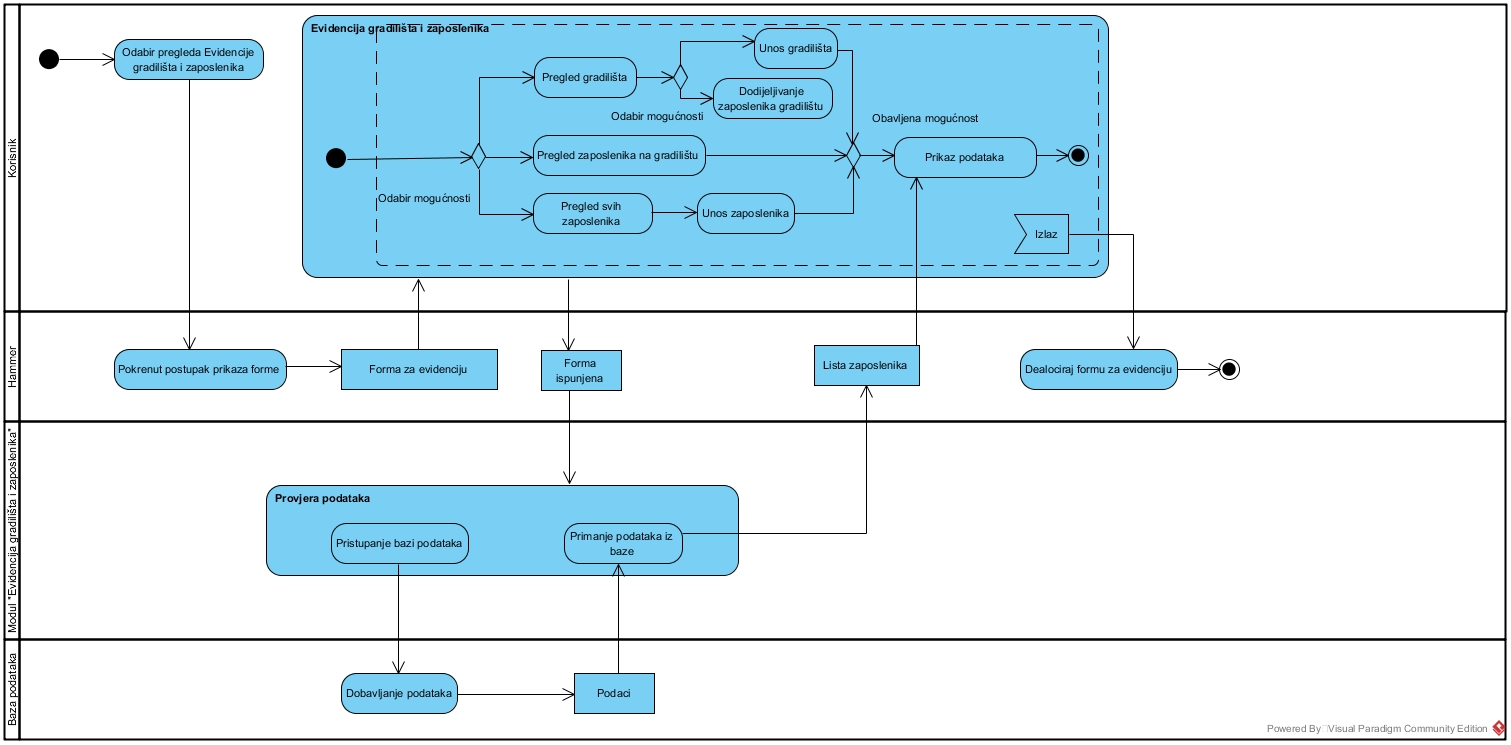 Korisnik
Odabir pregleda Evidencije
gradilišta i zaposlenika
Evidencija gradilišta i zaposlenika
Pregled gradilišta
Unos gradilišta
Dodijeljivanje
zaposlenika gradilištu
Odabir mogućnosti
Obavljena mogućnost
Pregled zaposlenika na gradilištu
Prikaz podataka
Odabir mogućnosti
Pregled svih
zaposlenika
Unos zaposlenika
Izlaz
Hammer
Pokrenut postupak prikaza forme
Forma za evidenciju
Forma
ispunjena
Lista zaposlenika
Dealociraj formu za evidenciju
Modul "Evidencija gradilišta i zaposlenika"
Provjera podataka
Pristupanje bazi podataka
Primanje podataka iz
baze
Baza podataka
Dobavljanje podataka
Podaci
Powered By Visual Paradigm Community Edition